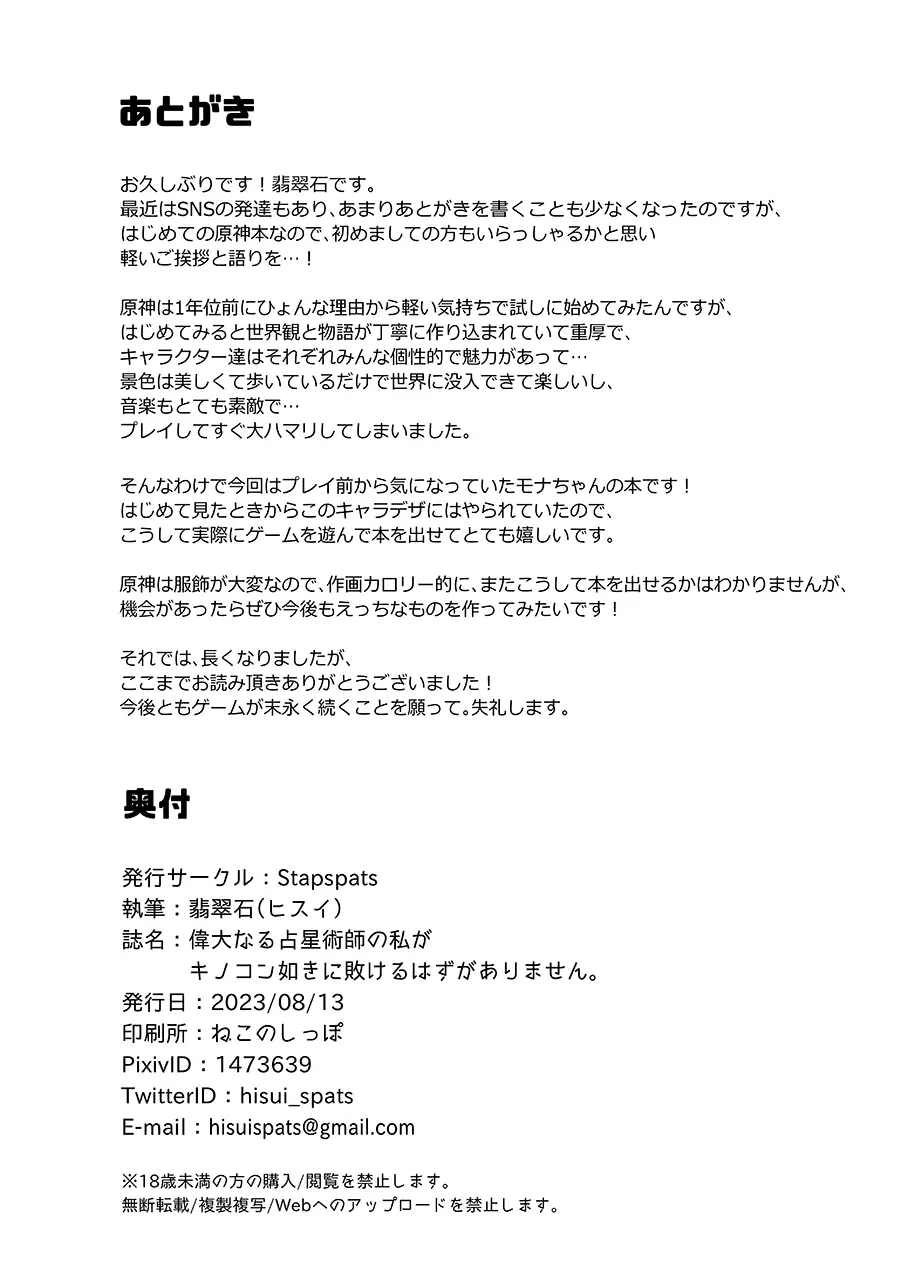 あとがき
お久しぶりです！翡翠石です。
最近はSNSの発達もあり、あまりあとがきを書くことも少なくなったのですが、
はじめての原神本なので、初めましての方もいらっしゃるかと思い
軽いご挨拶と語りを…！
原神は1年位前にひょんな理由から軽い気持ちで試しに始めてみたんですが、
はじめてみると世界観と物語が丁寧に作り込まれていて重厚で、
キャラクター達はそれぞれみんな個性的で魅力があって…
景色は美しくて歩いているだけで世界に没入できて楽しいし、
音楽もとても素敵で…
プレイしてすぐ大ハマリしてしまいました。
そんなわけで今回はプレイ前から気になっていたモナちゃんの本です！
はじめて見たときからこのキャラデザにはやられていたので、
こうして実際にゲームを遊んで本を出せてとても嬉しいです。
原神は服飾が大変なので、作画カロリー的に、またこうして本を出せるかはわかりませんが、
機会があったらぜひ今後もえっちなものを作ってみたいです！
それでは、長くなりましたが、
ここまでお読み頂きありがとうございました！
今後ともゲームが末永く続くことを願って。失礼します。
奥付
発行サークル：Stapspats
執筆：翡翠石(ヒスイ)
誌名：偉大なる占星術師の私が
キノコン如きに敗けるはずがありません。
発行日：2023/08/13
印刷所：ねこのしっぽ
PixivID：1473639
TwitterID：hisui_spats
E-mail：hisuispats@gmail.com
※18歳未満の方の購入/閲覧を禁止します。
無断転載/複製複写/Webへのアップロードを禁止します。